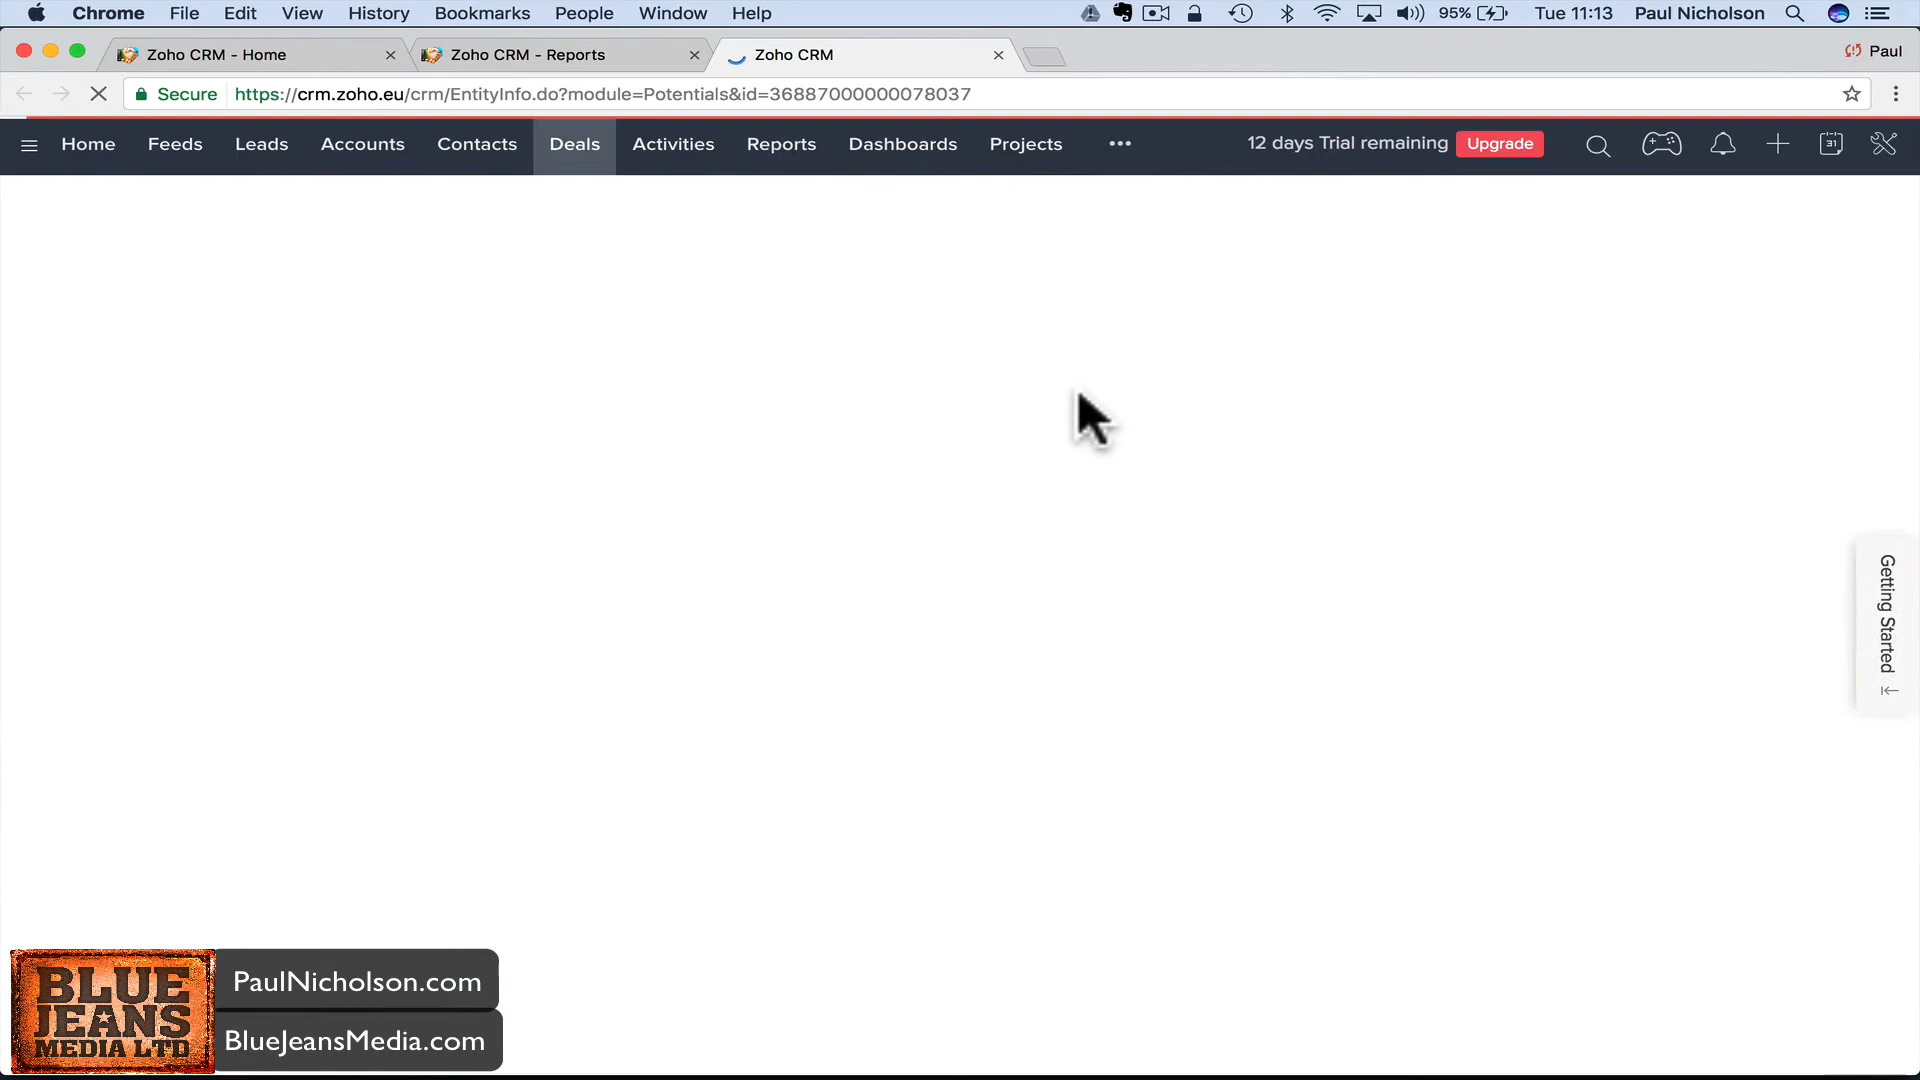 Chrome File Edit View History Bookmarks People Window Help 95% Tue 11:13 Paul Nicholson
Zoho CRM - Home Zoho CRM - Reports Zoho CRM Paul
Secure https://crm.zoho.eu/crm/EntityInfo.do?module=Potentials&id=36887000000078037
Home Feeds Leads Accounts Contacts Deals Activities Reports Dashboards Projects ••• 12 days Trial remaining Upgrade 31
Getting Started
BLUE
JEANS
MEDIA LTD
PaulNicholson.com
BlueJeansMedia.com